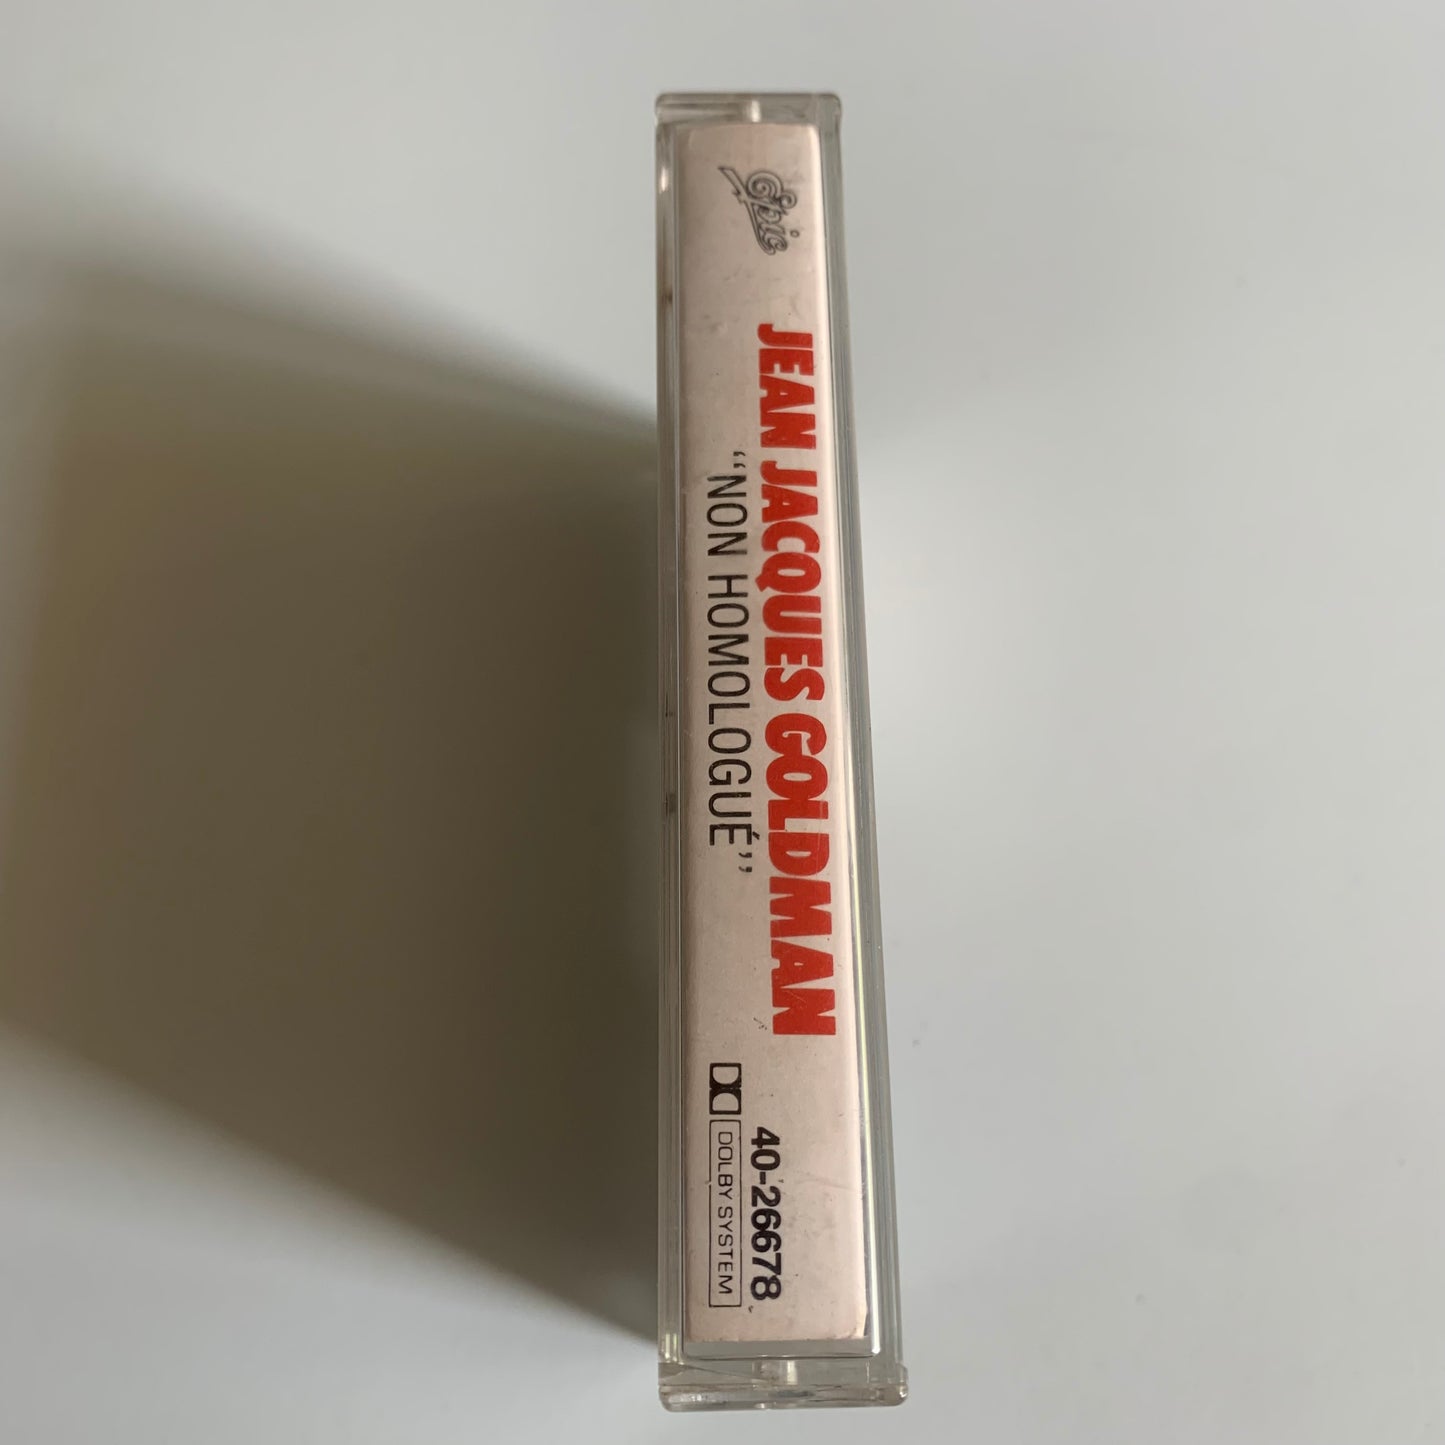 Epic
JEAN JACQUES GOLDMAN
“NON HOMOLOGUÉ”
40-26678
DOLBY SYSTEM